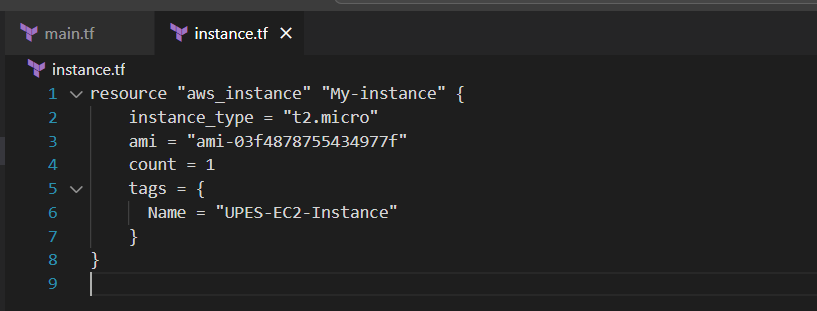 main.tf instance.tf ×
instance.tf
1 resource "aws_instance" "My-instance" {
2 instance_type = "t2.micro"
3 ami = "ami-03f4878755434977f"
4 count = 1
5 tags = {
6 Name = "UPES-EC2-Instance"
7 }
8 }
9